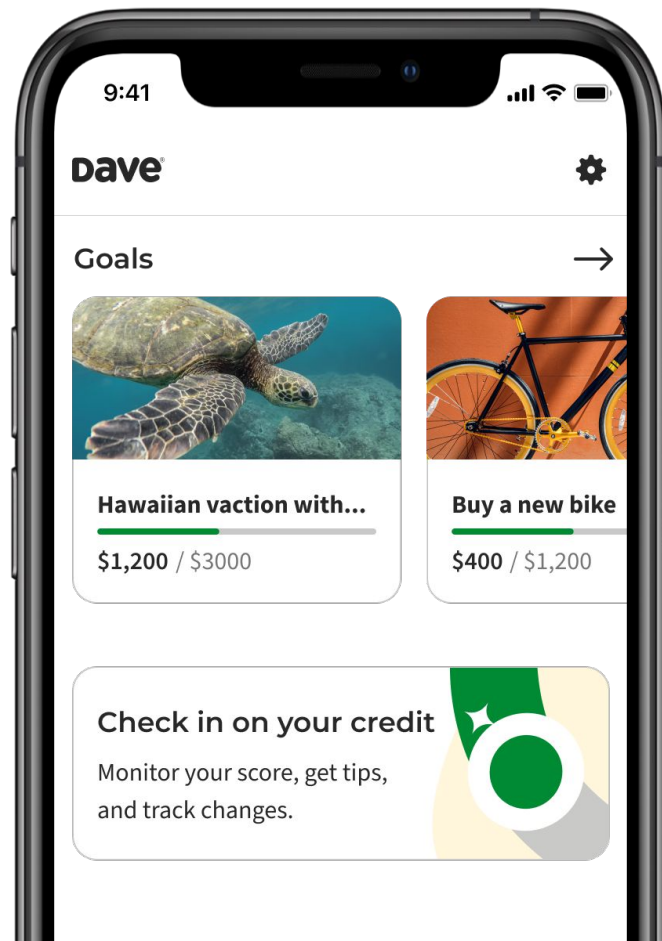 9:41
Dave®
Goals
Hawaiian vaction with...
$1,200 / $3000
Buy a new bike
$400 / $1,200
Check in on your credit
Monitor your score, get tips,
and track changes.